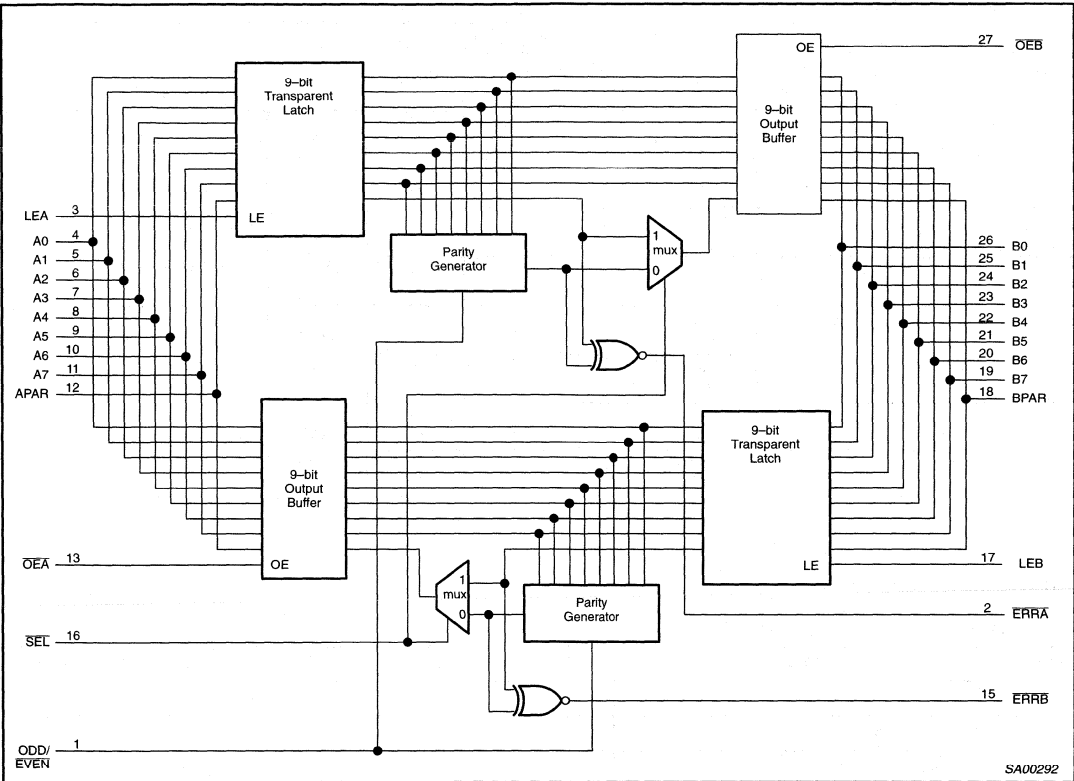 27 OEB
OE
9–bit
Transparent
Latch
LE
9–bit
Output
Buffer
LEA 3
A0 4
A1 5
A2 6
A3 7
A4 8
A5 9
A6 10
A7 11
APAR 12
Parity
Generator
1
mux
0
26 B0
25 B1
24 B2
23 B3
22 B4
21 B5
20 B6
19 B7
18 BPAR
9–bit
Output
Buffer
OE
9–bit
Transparent
Latch
LE
OEA 13
17 LEB
1
mux
0
Parity
Generator
2 ERRA
SEL 16
15 ERRB
ODD/ 1
EVEN
SA00292